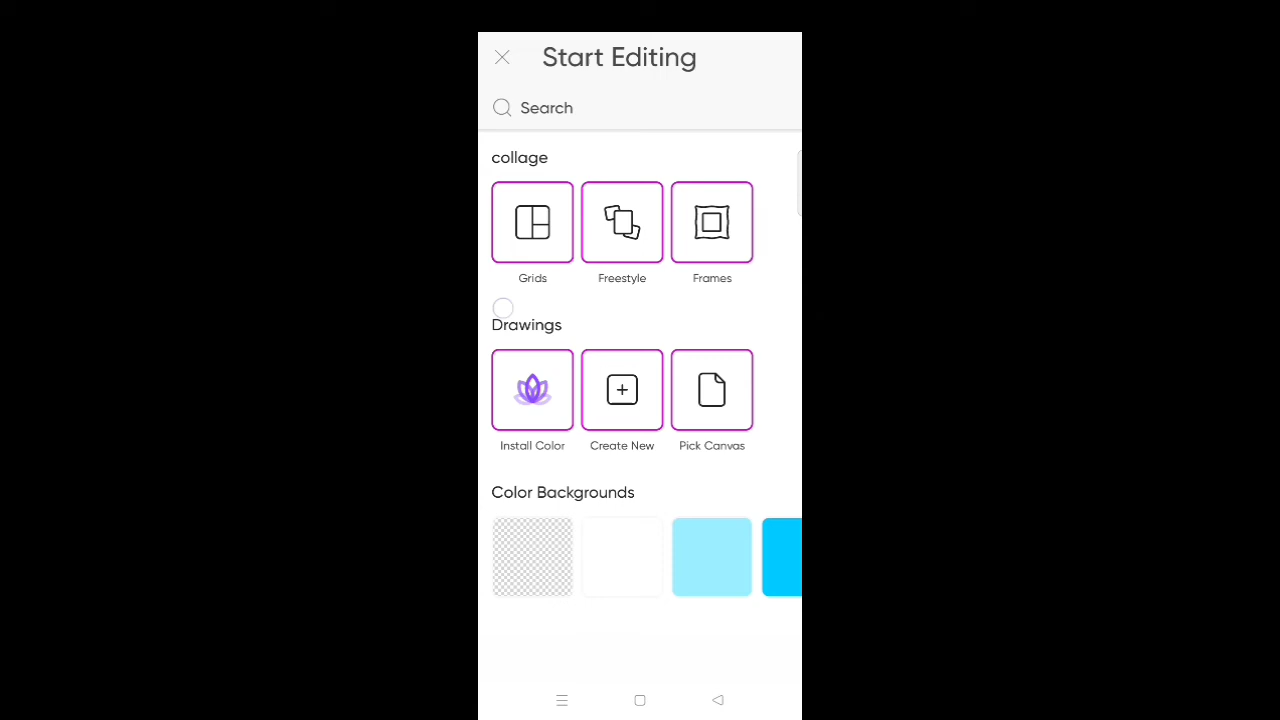 Start Editing
Search
collage
Grids Freestyle Frames
Drawings
Install Color Create New Pick Canvas
Color Backgrounds